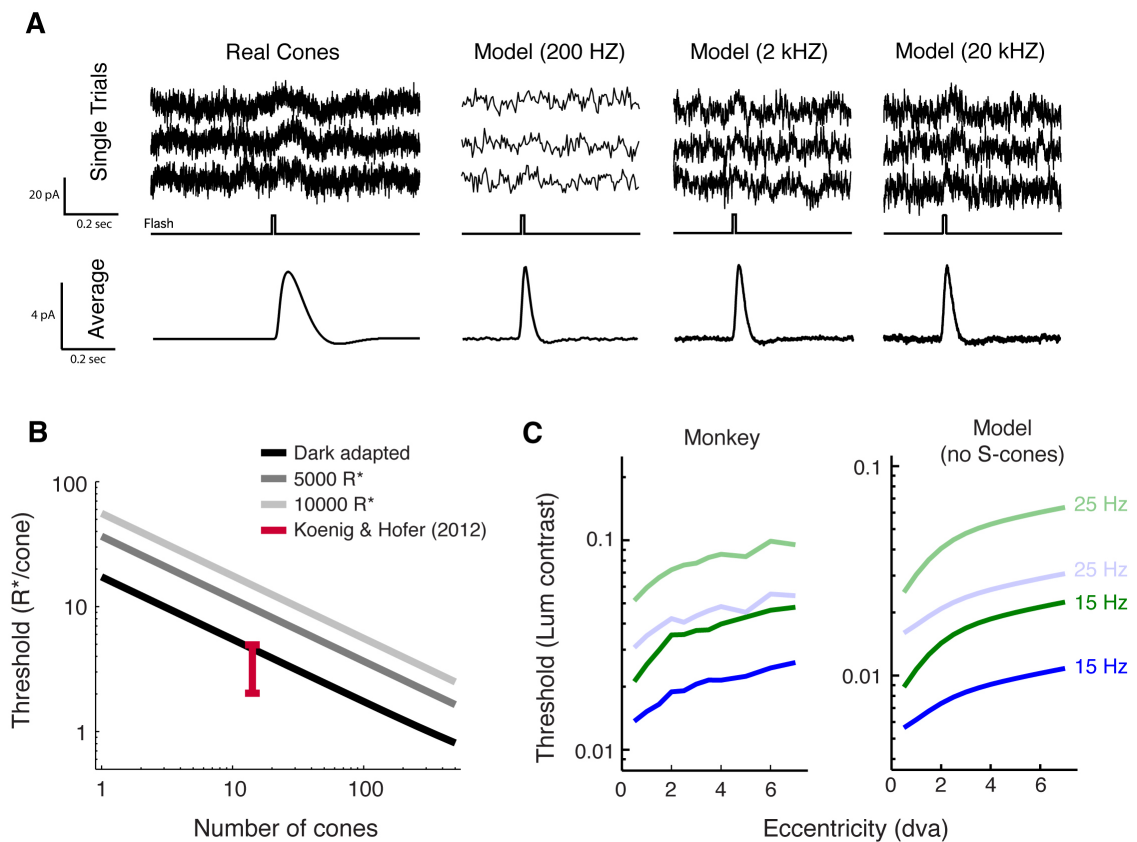 A
Real Cones
Model (200 HZ)
Model (2 kHZ)
Model (20 kHZ)
Single Trials
20 pA
0.2 sec
Flash
Average
4 pA
0.2 sec
B
Dark adapted
5000 R*
10000 R*
Koenig & Hofer (2012)
Threshold (R*/cone)
100
10
1
1
10
100
Number of cones
C
Monkey
Model
(no S-cones)
Threshold (Lum contrast)
0.1
0.01
0
2
4
6
0.1
0.01
0
2
4
6
25 Hz
25 Hz
15 Hz
15 Hz
Eccentricity (dva)